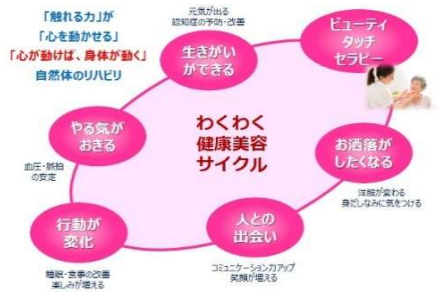 「触れる力」が
「心を動かせる」
「心が動けば、身体が動く」
自然体のリハビリ
元気が出る
認知症の予防・改善
生きがい
ができる
ビューティ
タッチ
セラピー
やる気が
おきる
血圧・脈拍
の安定
わくわく
健康美容
サイクル
お洒落が
したくなる
洋服が変わる
身だしなみに気をつける
行動が
変化
睡眠・食事の改善
楽しみが増える
人との
出会い
コミュニケーション力アップ
笑顔が増える